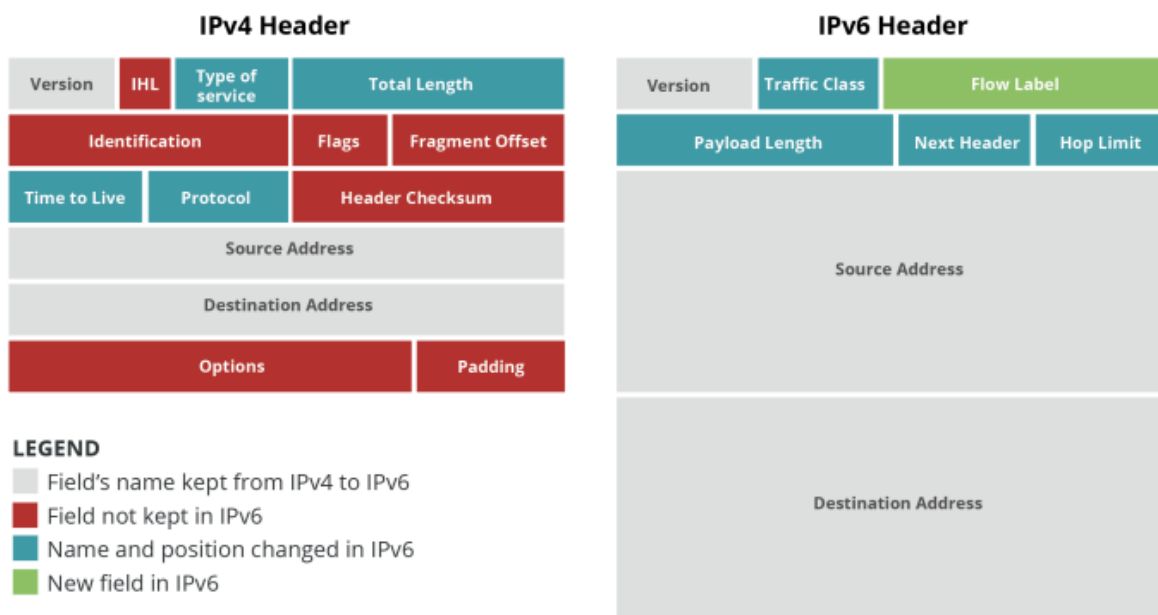 IPv4 Header
Version IHL Type of service Total Length
Identification Flags Fragment Offset
Time to Live Protocol Header Checksum
Source Address
Destination Address
Options Padding
LEGEND
Field's name kept from IPv4 to IPv6
Field not kept in IPv6
Name and position changed in IPv6
New field in IPv6
IPv6 Header
Version Traffic Class Flow Label
Payload Length Next Header Hop Limit
Source Address
Destination Address